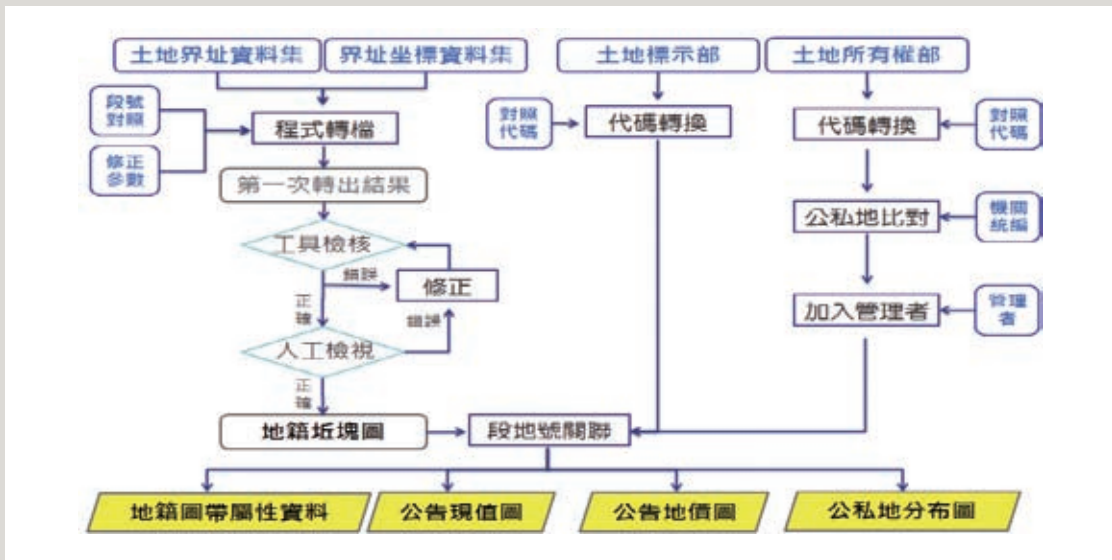 土地界址資料集
界址坐標資料集
土地標示部
土地所有權部
段號
對照
修正
參數
程式轉檔
對照
代碼
代碼轉換
代碼轉換
對照
代碼
第一次轉出結果
工具檢核
錯誤
修正
正
確
錯誤
人工檢視
正
確
公私地比對
機關
統編
加入管理者
管理
者
地籍坵塊圖
段地號關聯
地籍圖帶屬性資料
公告現值圖
公告地價圖
公私地分布圖